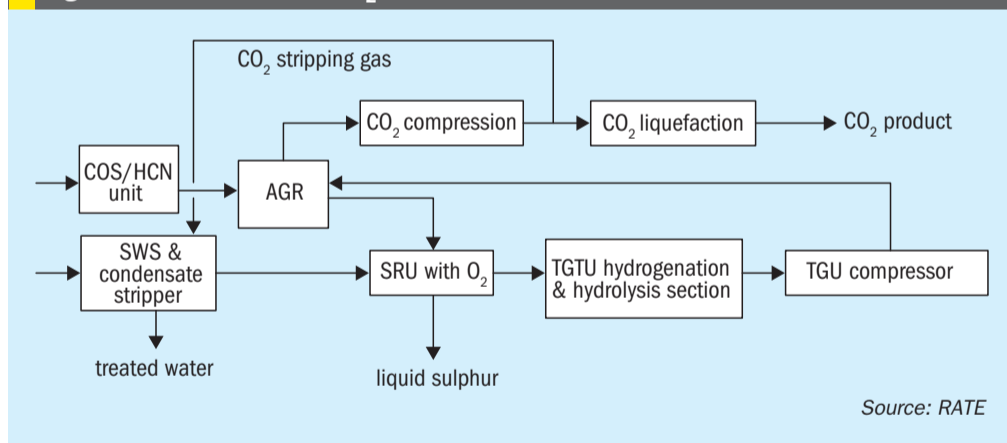 CO₂ stripping gas
CO₂ compression
CO₂ liquefaction
CO₂ product
COS/HCN
unit
AGR
SWS &
condensate
stripper
SRU with O₂
TGTU hydrogenation
& hydrolysis section
TGU compressor
treated water
liquid sulphur
Source: RATE